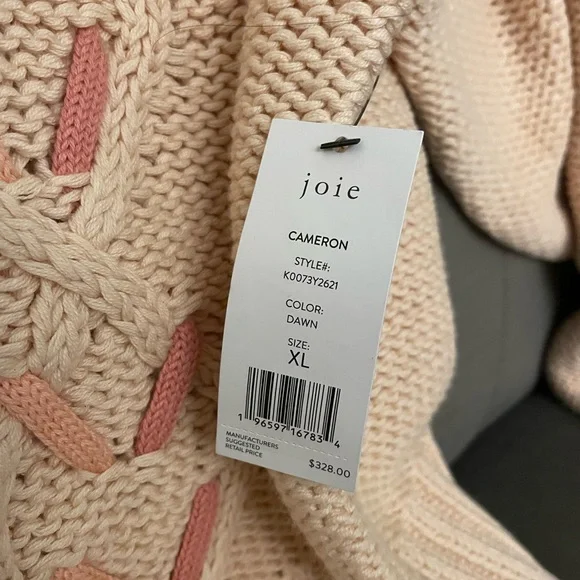 joie
CAMERON
STYLE#:
K0073Y2621
COLOR:
DAWN
SIZE:
XL
1 96597 16783 4
MANUFACTURERS
SUGGESTED
RETAIL PRICE
$328.00